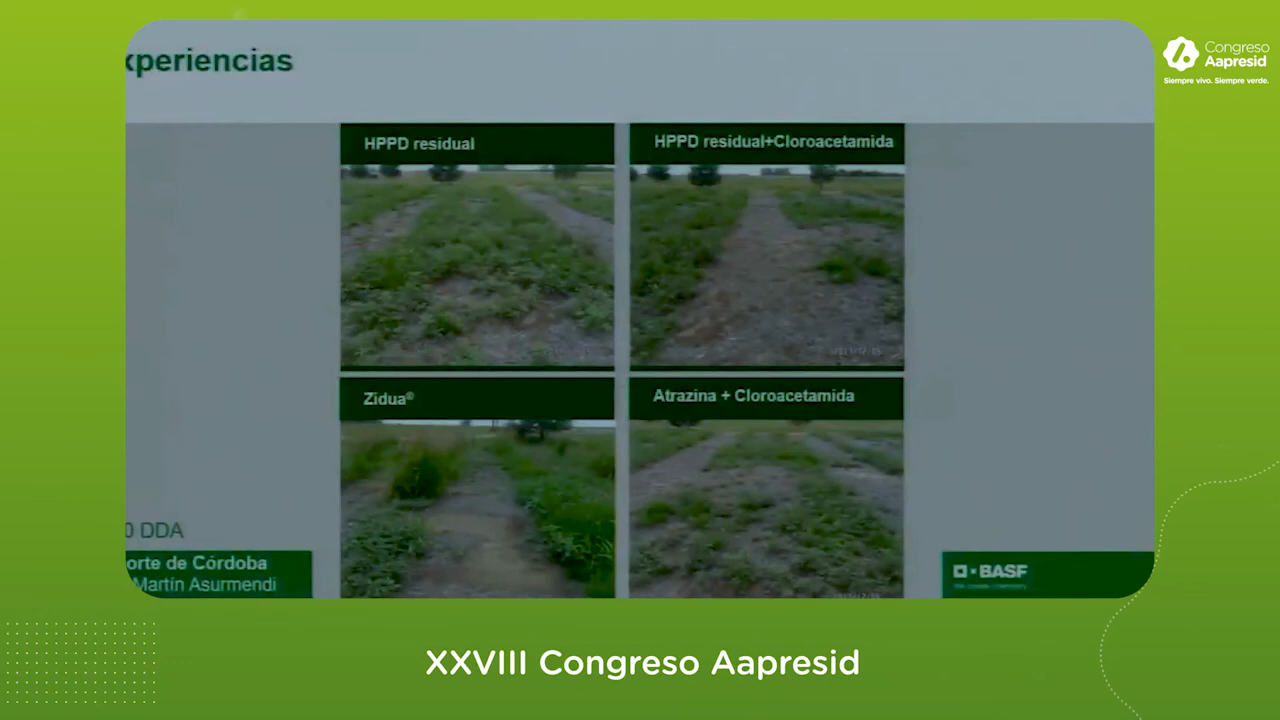 xperiencias
Congreso
Aapresid
Siempre vivo. Siempre verde.
HPPD residual
HPPD residual+Cloroacetamida
Zidua®
Atrazina + Cloroacetamida
0 DDA
orte de Córdoba
Martín Asurmendi
BASF
XXVIII Congreso Aapresid